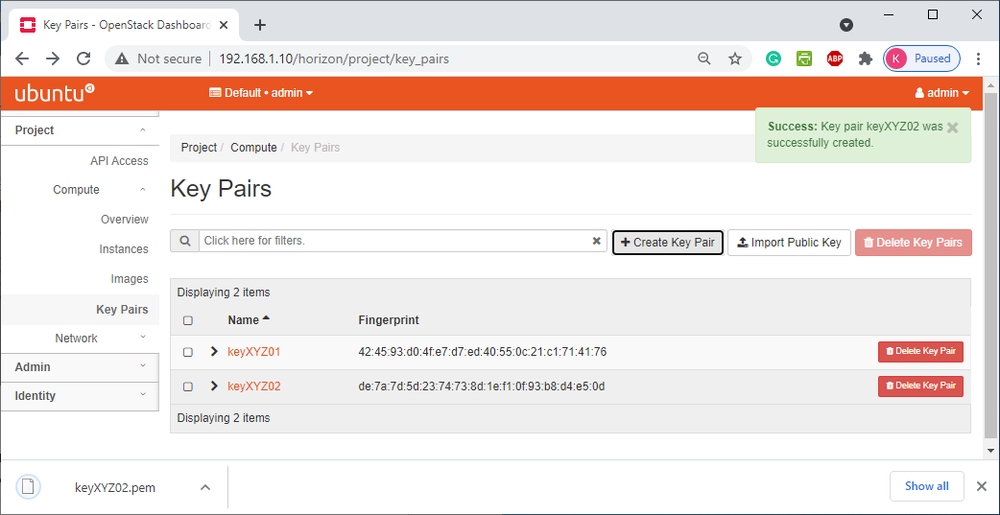 Key Pairs - OpenStack Dashboard
Not secure
192.168.1.10/horizon/project/key_pairs
ABP
K
Paused
ubuntu
Default • admin
admin
Project
API Access
Compute
Overview
Instances
Images
Key Pairs
Network
Admin
Identity
Project / Compute / Key Pairs
Success: Key pair keyXYZ02 was
successfully created.
Key Pairs
Click here for filters.
Create Key Pair
Import Public Key
Delete Key Pairs
Displaying 2 items
Name Fingerprint
keyXYZ01 42:45:93:d0:4f:e7:d7:ed:40:55:0c:21:c1:71:41:76 Delete Key Pair
keyXYZ02 de:7a:7d:5d:23:74:73:8d:1e:f1:0f:93:b8:d4:e5:0d Delete Key Pair
Displaying 2 items
keyXYZ02.pem
Show all